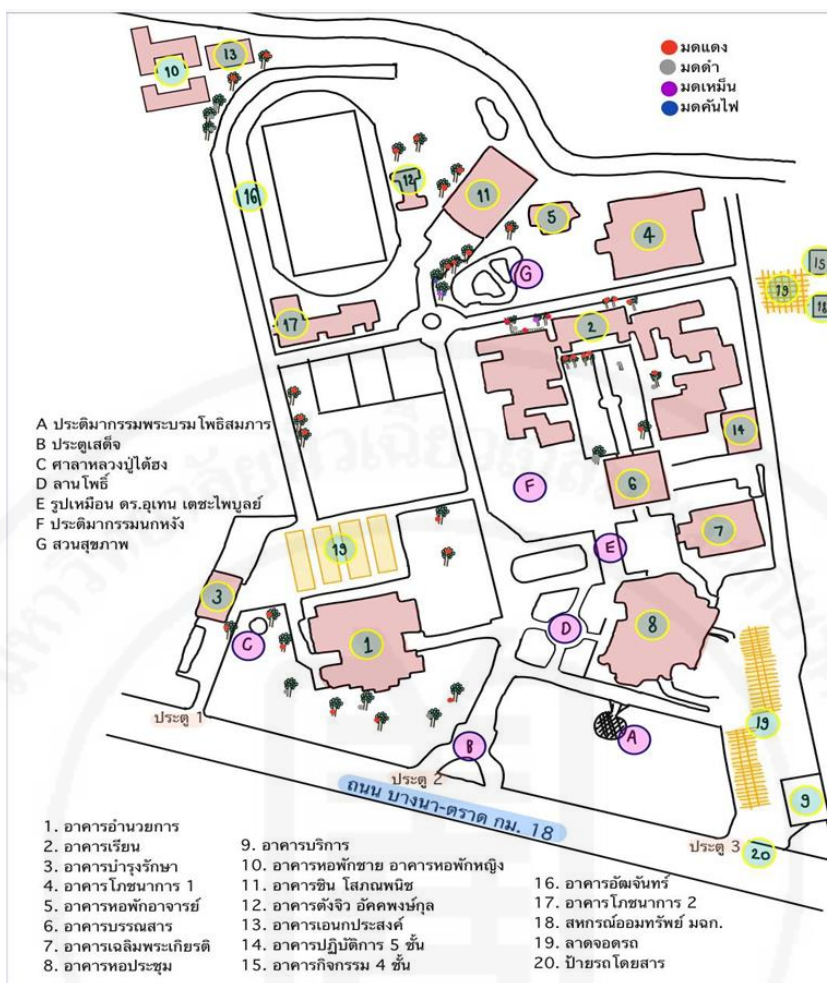 มดแดง
มดดำ
มดเหม็น
มดคันไฟ
10
13
16
12
11
5
4
15
19
18
G
17
2
14
6
F
7
E
A ประติมากรรมพระบรมโพธิสมภาร
B ประตูเสด็จ
C ศาลาหลวงปู่ไต้ฮง
D ลานโพธิ์
E รูปเหมือน ดร.อุเทน เตชะไพบูลย์
F ประติมากรรมนกหงัง
G สวนสุขภาพ
19
3
C
1
D
8
ประตู 1
B
A
19
ประตู 2
9
ถนน บางนา-ตราด กม. 18
ประตู 3
20
1. อาคารอำนวยการ
2. อาคารเรียน
3. อาคารบำรุงรักษา
4. อาคารโภชนาการ 1
5. อาคารหอพักอาจารย์
6. อาคารบรรณสาร
7. อาคารเฉลิมพระเกียรติ
8. อาคารหอประชุม
9. อาคารบริการ
10. อาคารหอพักชาย อาคารหอพักหญิง
11. อาคารชิน โสภณพนิช
12. อาคารตังจิว อัคคพงษ์กุล
13. อาคารเอนกประสงค์
14. อาคารปฏิบัติการ 5 ชั้น
15. อาคารกิจกรรม 4 ชั้น
16. อาคารอัฒจันทร์
17. อาคารโภชนาการ 2
18. สหกรณ์ออมทรัพย์ มฉก.
19. ลาดจอดรถ
20. ป้ายรถโดยสาร